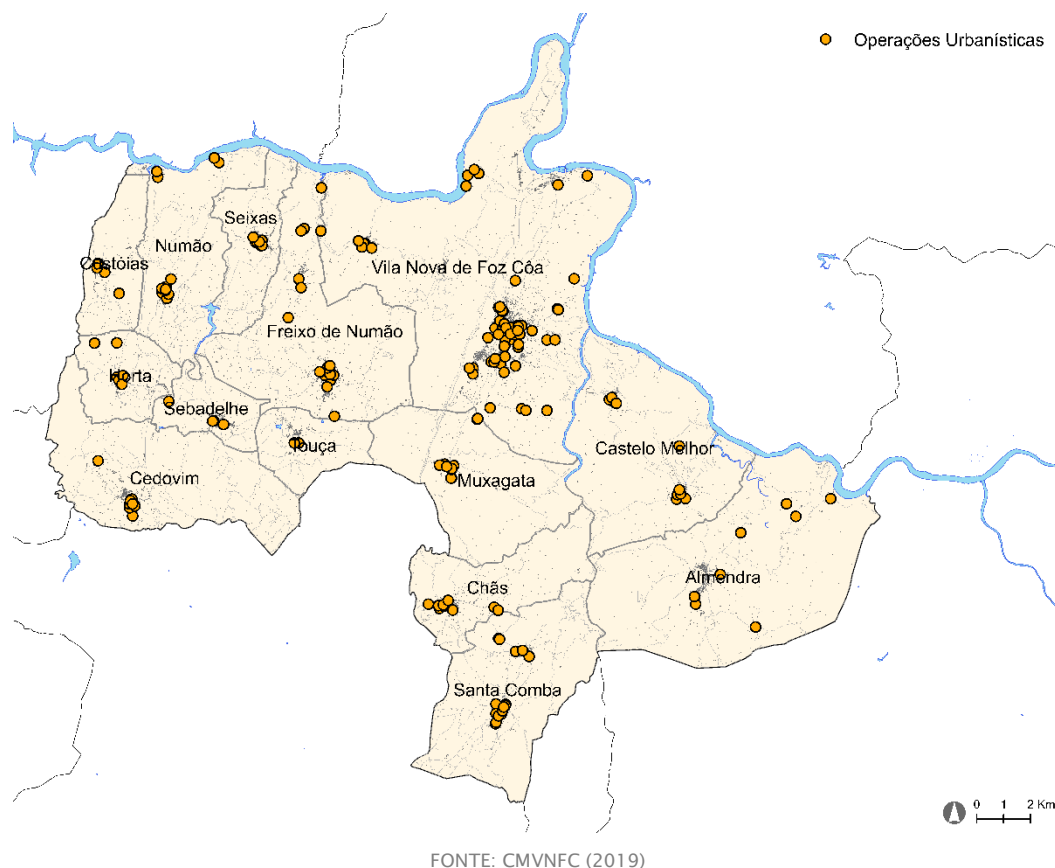 Operações Urbanísticas
Seixas
Numão
Custóias
Vila Nova de Foz Côa
Freixo de Numão
Horta
Sebadelhe
Touça
Castelo Melhor
Cedovim
Muxagata
Almendra
Chãs
Santa Comba
0 1 2 Km
FONTE: CMVNFC (2019)